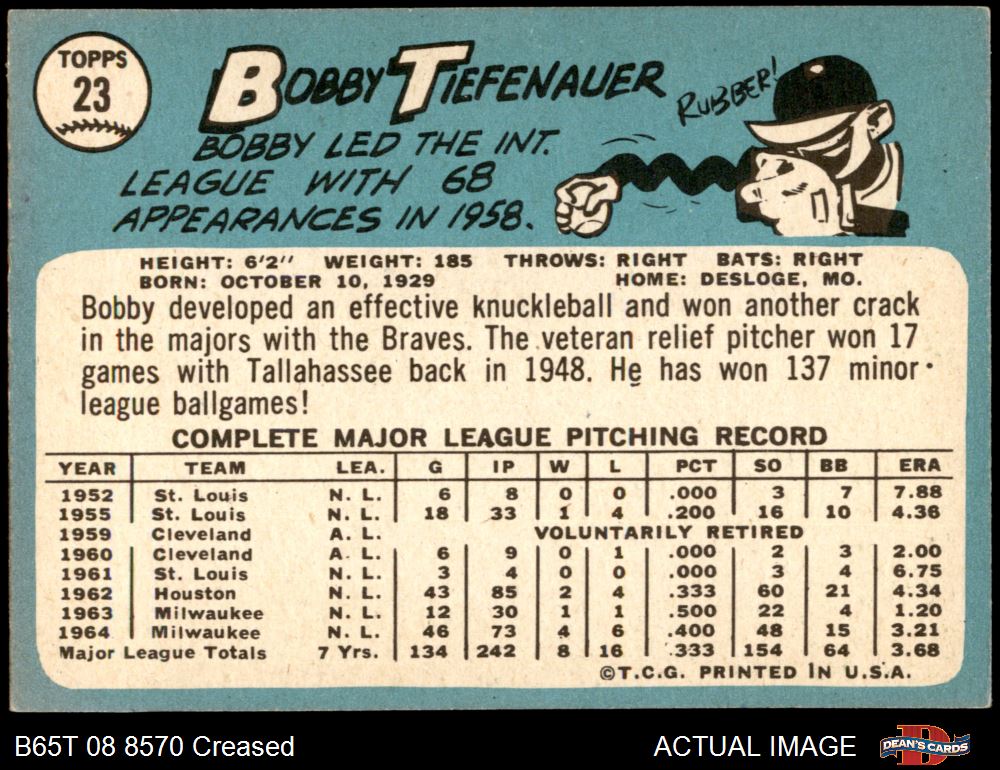 TOPPS
23
BOBBY TIEFENAUER
RUBBER!
BOBBY LED THE INT.
LEAGUE WITH 68
APPEARANCES IN 1958.
HEIGHT: 6'2" WEIGHT: 185 THROWS: RIGHT BATS: RIGHT
BORN: OCTOBER 10, 1929 HOME: DESLOGE, MO.
Bobby developed an effective knuckleball and won another crack
in the majors with the Braves. The veteran relief pitcher won 17
games with Tallahassee back in 1948. He has won 137 minor
league ballgames!
COMPLETE MAJOR LEAGUE PITCHING RECORD
YEAR TEAM LEA. G IP W L PCT SO BB ERA
1952 St. Louis N. L. 6 8 0 0 .000 3 7 7.88
1955 St. Louis N. L. 18 33 1 4 .200 16 10 4.36
1959 Cleveland A. L. VOLUNTARILY RETIRED
1960 Cleveland A. L. 6 9 0 1 .000 2 3 2.00
1961 St. Louis N. L. 3 4 0 0 .000 3 4 6.75
1962 Houston N. L. 43 85 2 4 .333 60 21 4.34
1963 Milwaukee N. L. 12 30 1 1 .500 22 4 1.20
1964 Milwaukee N. L. 46 73 4 6 .400 48 15 3.21
Major League Totals 7 Yrs. 134 242 8 16 .333 154 64 3.68
©T.C.G. PRINTED IN U.S.A.
B65T 08 8570 Creased ACTUAL IMAGE
D
DEAN'S CARDS